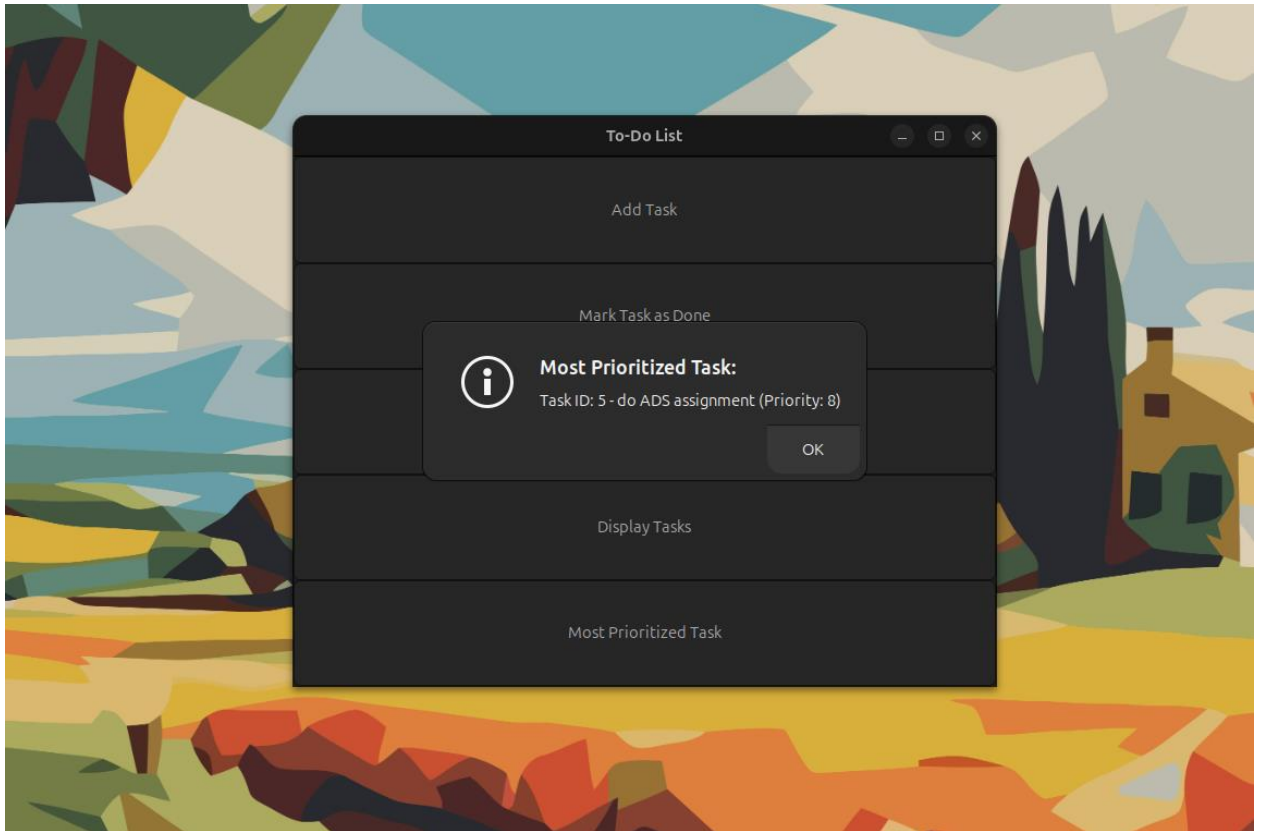 To-Do List
Add Task
Mark Task as Done
Most Prioritized Task:
Task ID: 5 - do ADS assignment (Priority: 8)
OK
Display Tasks
Most Prioritized Task